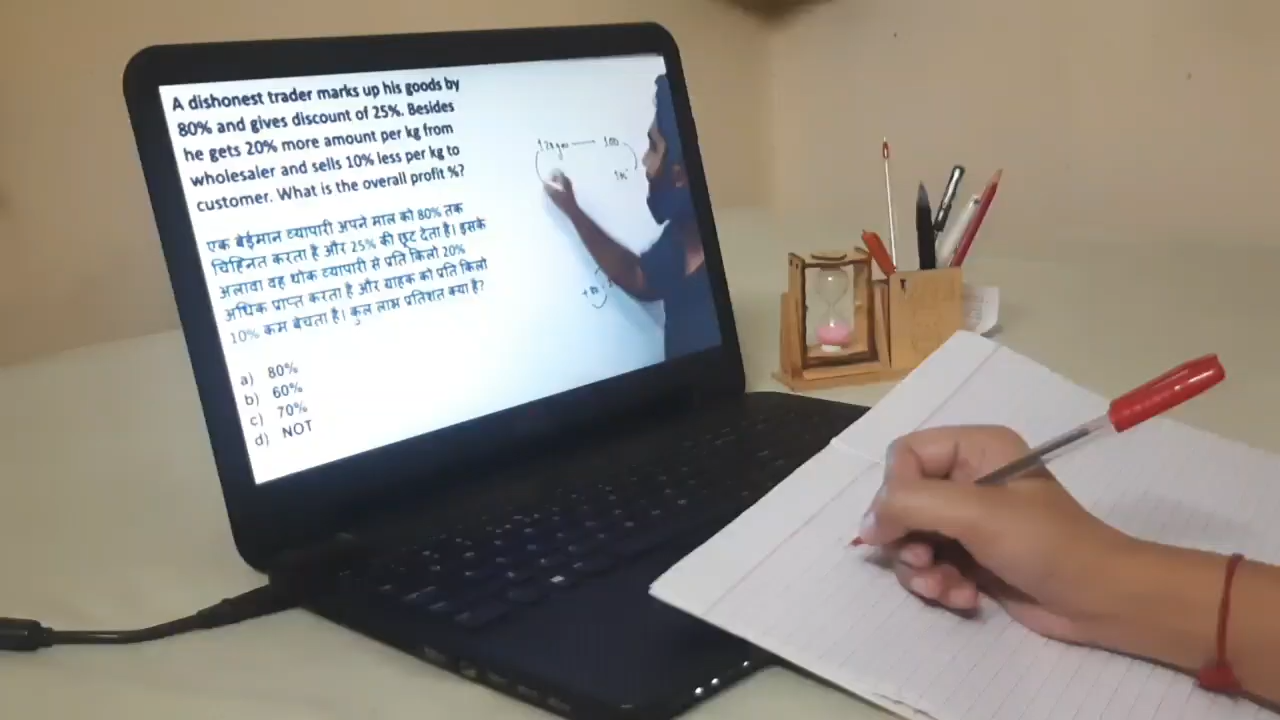 A dishonest trader marks up his goods by
80% and gives discount of 25%. Besides
he gets 20% more amount per kg from
wholesaler and sells 10% less per kg to
customer. What is the overall profit %?
एक बेईमान व्यापारी अपने माल को 80% तक
चिह्नित करता है और 25% की छूट देता है। इसके
अलावा वह थोक व्यापारी से प्रति किलो 20%
अधिक प्राप्त करता है और ग्राहक को प्रति किलो
10% कम बेचता है। कुल लाभ प्रतिशत क्या है?
a) 80%
b) 60%
c) 70%
d) NOT
100